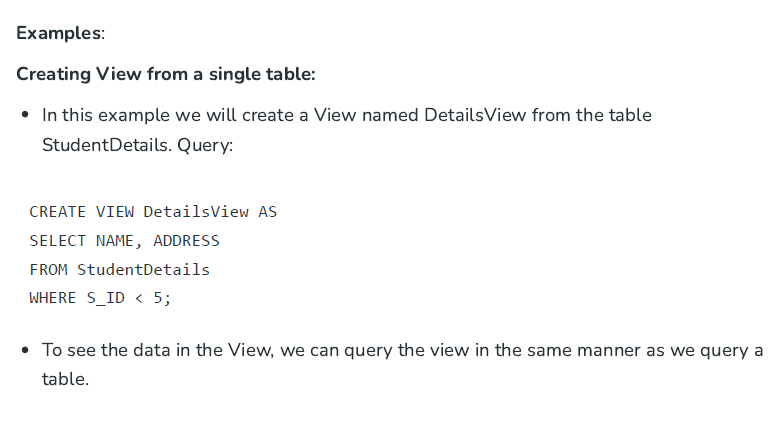 Examples:
Creating View from a single table:
• In this example we will create a View named DetailsView from the table
StudentDetails. Query:
CREATE VIEW DetailsView AS
SELECT NAME, ADDRESS
FROM StudentDetails
WHERE S_ID < 5;
• To see the data in the View, we can query the view in the same manner as we query a
table.